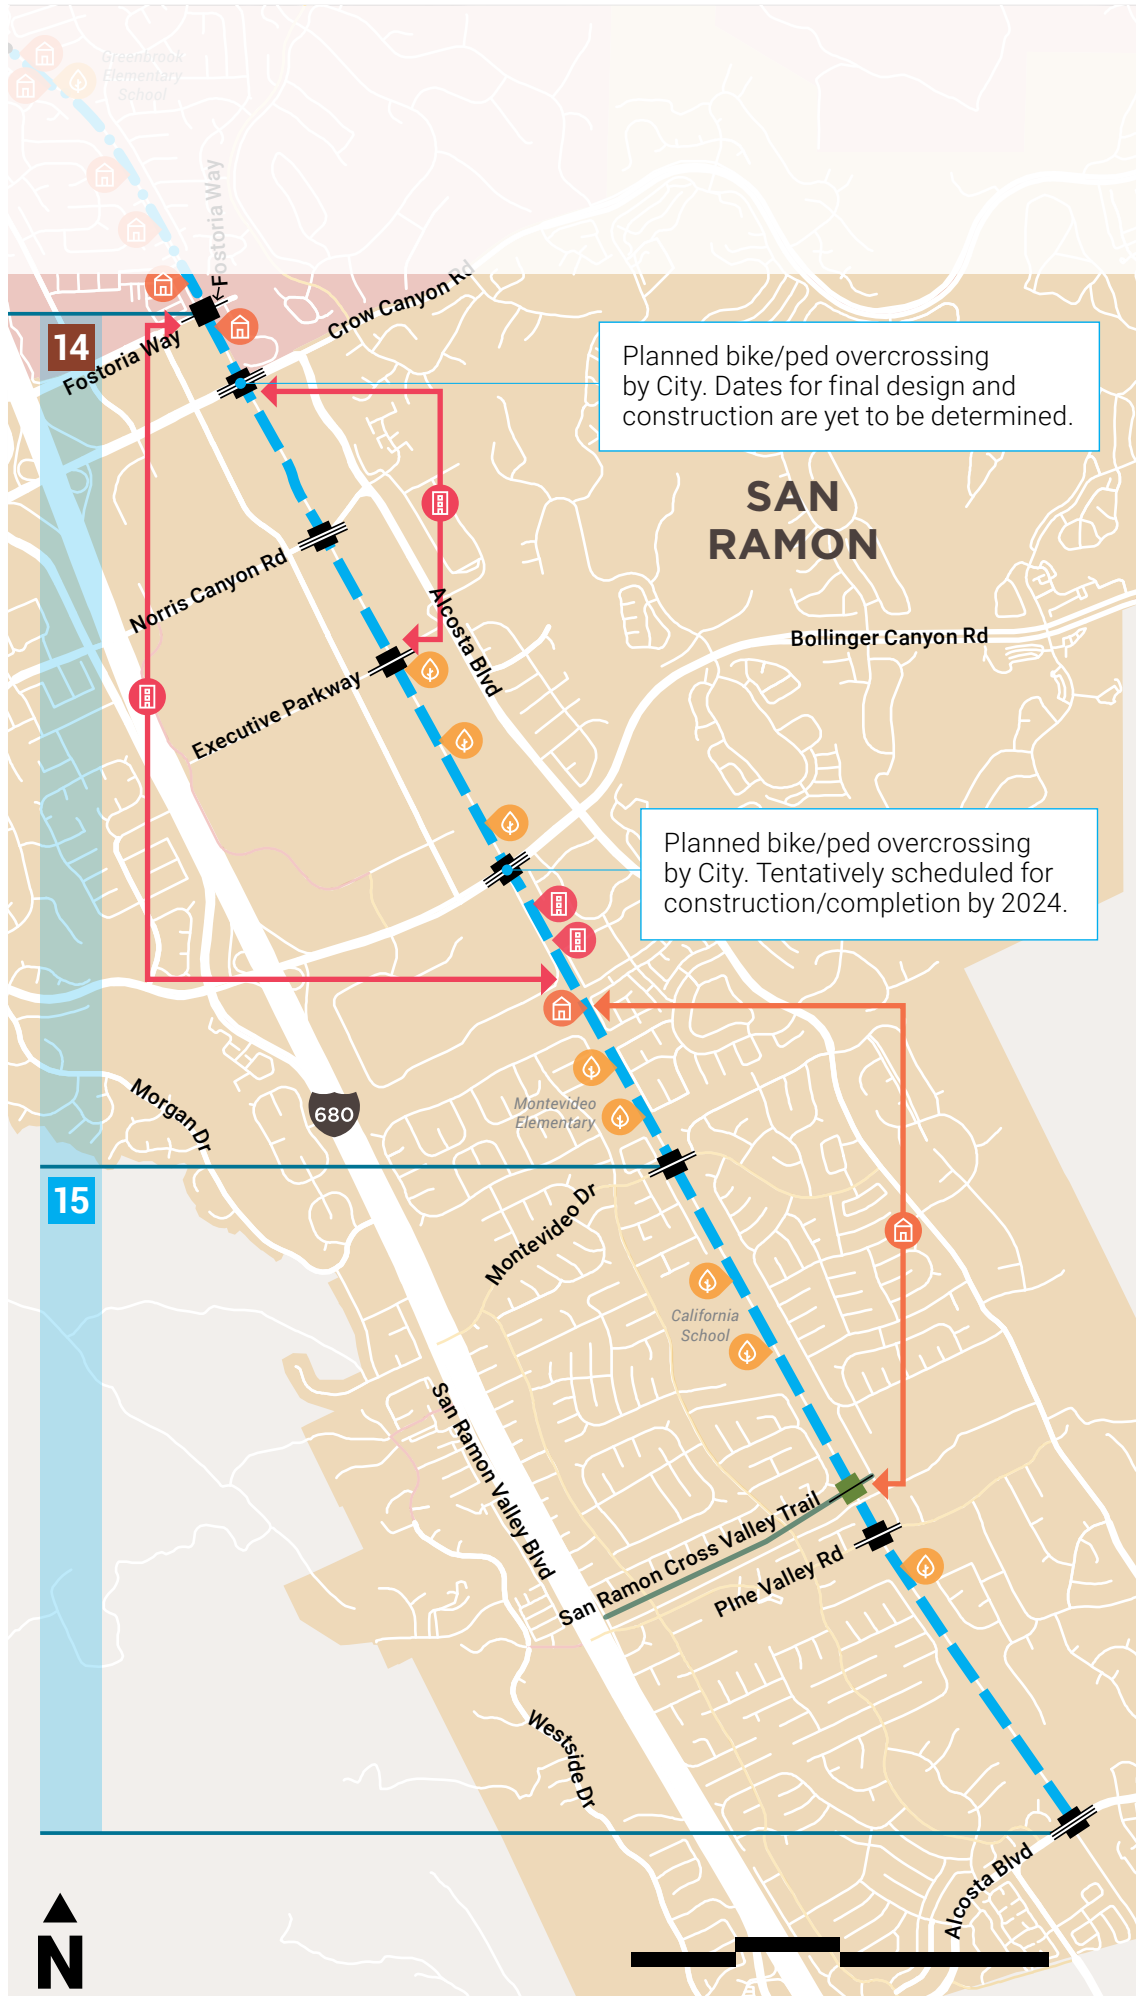 Greenbrook
Elementary
School
Fostoria Way
Crow Canyon Rd
14
Fostoria Way
Planned bike/ped overcrossing
by City. Dates for final design and
construction are yet to be determined.
SAN
RAMON
Norris Canyon Rd
Alcosta Blvd
Bollinger Canyon Rd
Executive Parkway
Planned bike/ped overcrossing
by City. Tentatively scheduled for
construction/completion by 2024.
Morgan Dr
680
Montevideo
Elementary
15
Montevideo Dr
California
School
San Ramon Valley Blvd
San Ramon Cross Valley Trail
PIne Valley Rd
Westside Dr
Alcosta Blvd
N